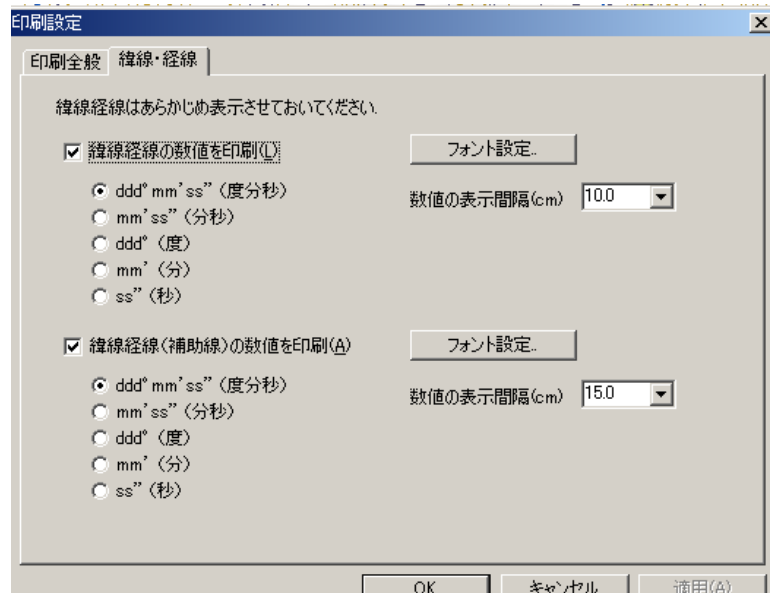 印刷設定
印刷全般 緯線・経線
緯線経線はあらかじめ表示させておいてください.
緯線経線の数値を印刷(L) フォント設定..
ddd° mm’ss” (度分秒) 数値の表示間隔(cm) 10.0
mm’ss” (分秒)
ddd° (度)
mm’ (分)
ss” (秒)
緯線経線(補助線)の数値を印刷(A) フォント設定..
ddd° mm’ss” (度分秒) 数値の表示間隔(cm) 15.0
mm’ss” (分秒)
ddd° (度)
mm’ (分)
ss” (秒)
OK キャンセル 適用(A)